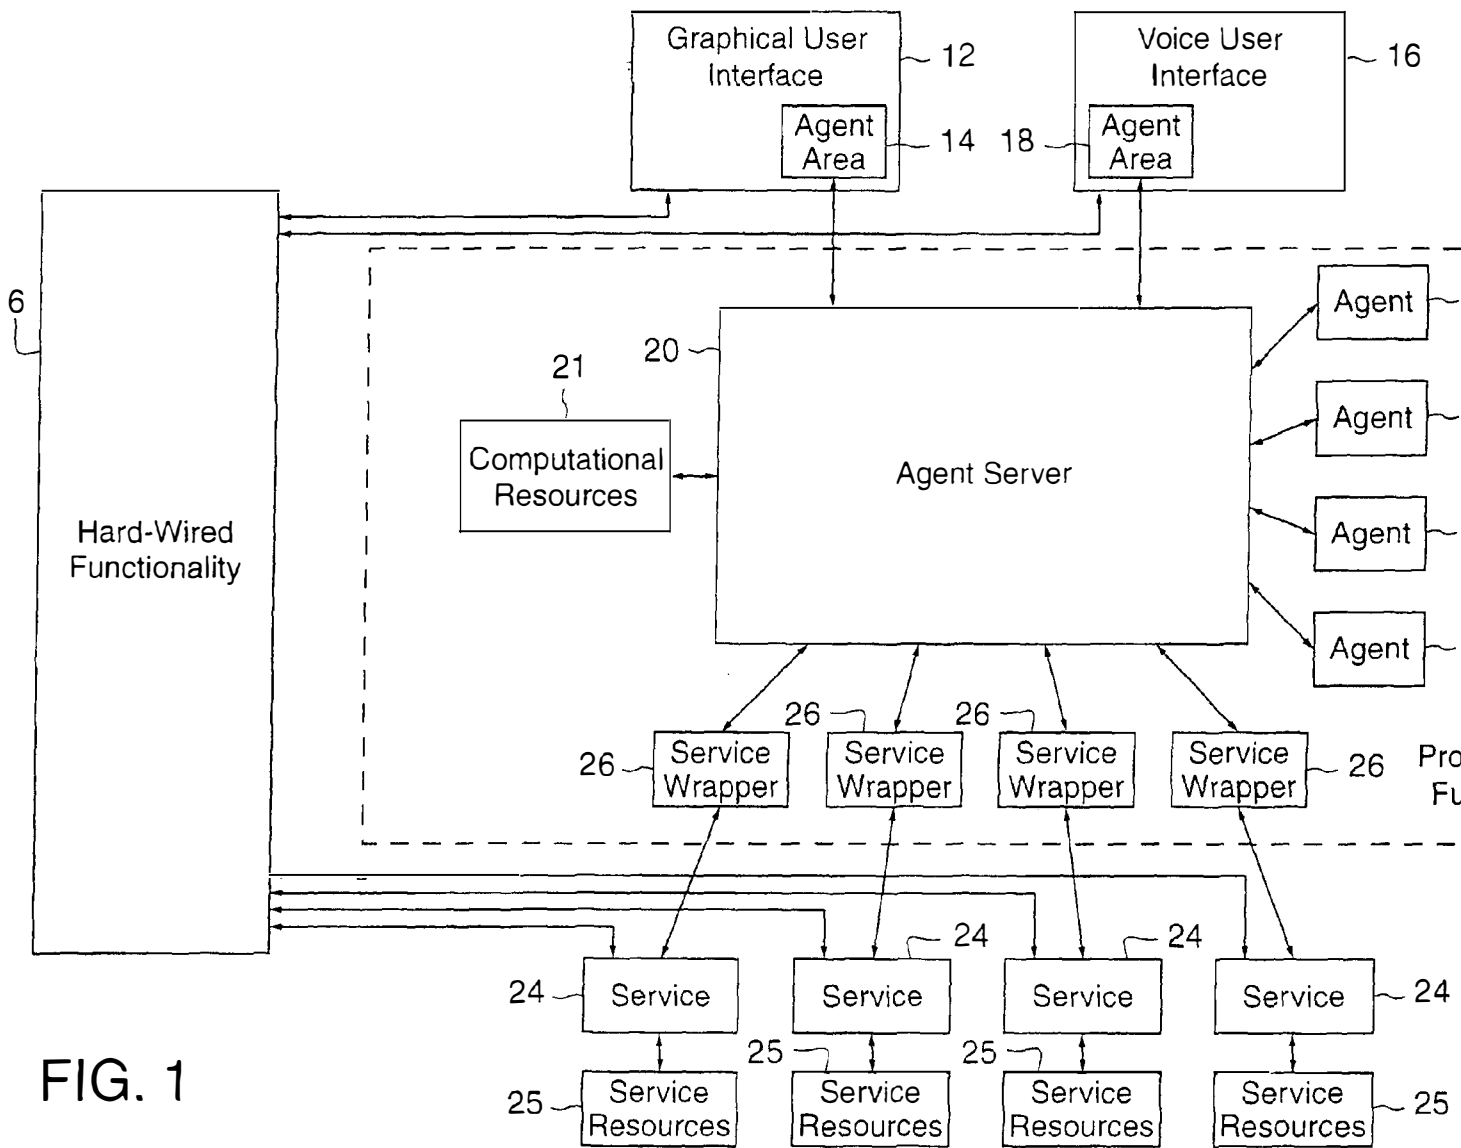 Graphical User
Interface
12
Agent
Area
14
Voice User
Interface
16
18
Agent
Area
6
Hard-Wired
Functionality
20
21
Computational
Resources
Agent Server
Agent
Agent
Agent
Agent
26
Service
Wrapper
26
Service
Wrapper
26
Service
Wrapper
Service
Wrapper
26
Pro
Fu
24
Service
24
Service
24
Service
Service
24
25
Service
Resources
25
Service
Resources
25
Service
Resources
Service
Resources
25
FIG. 1